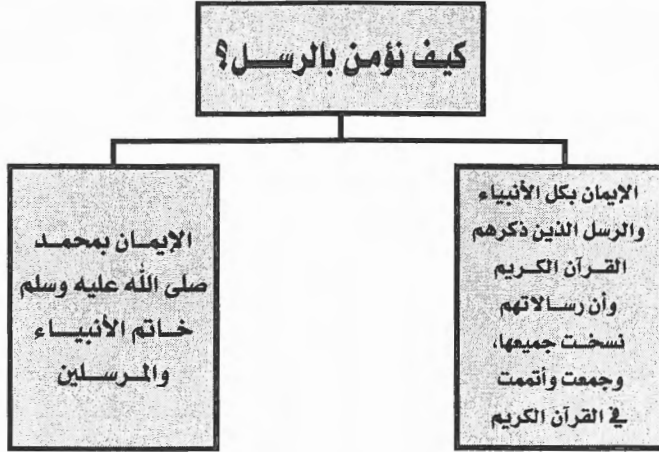 كيف نؤمن بالرسل؟
الإيمان بكل الأنبياء
والرسل الذين ذكرهم
القرآن الكريم
وأن رسالاتهم
نسخت جميعها،
وجمعت وأتممت
في القرآن الكريم
الإيمان بمحمد
صلى الله عليه وسلم
خاتم الأنبياء
والمرسلين